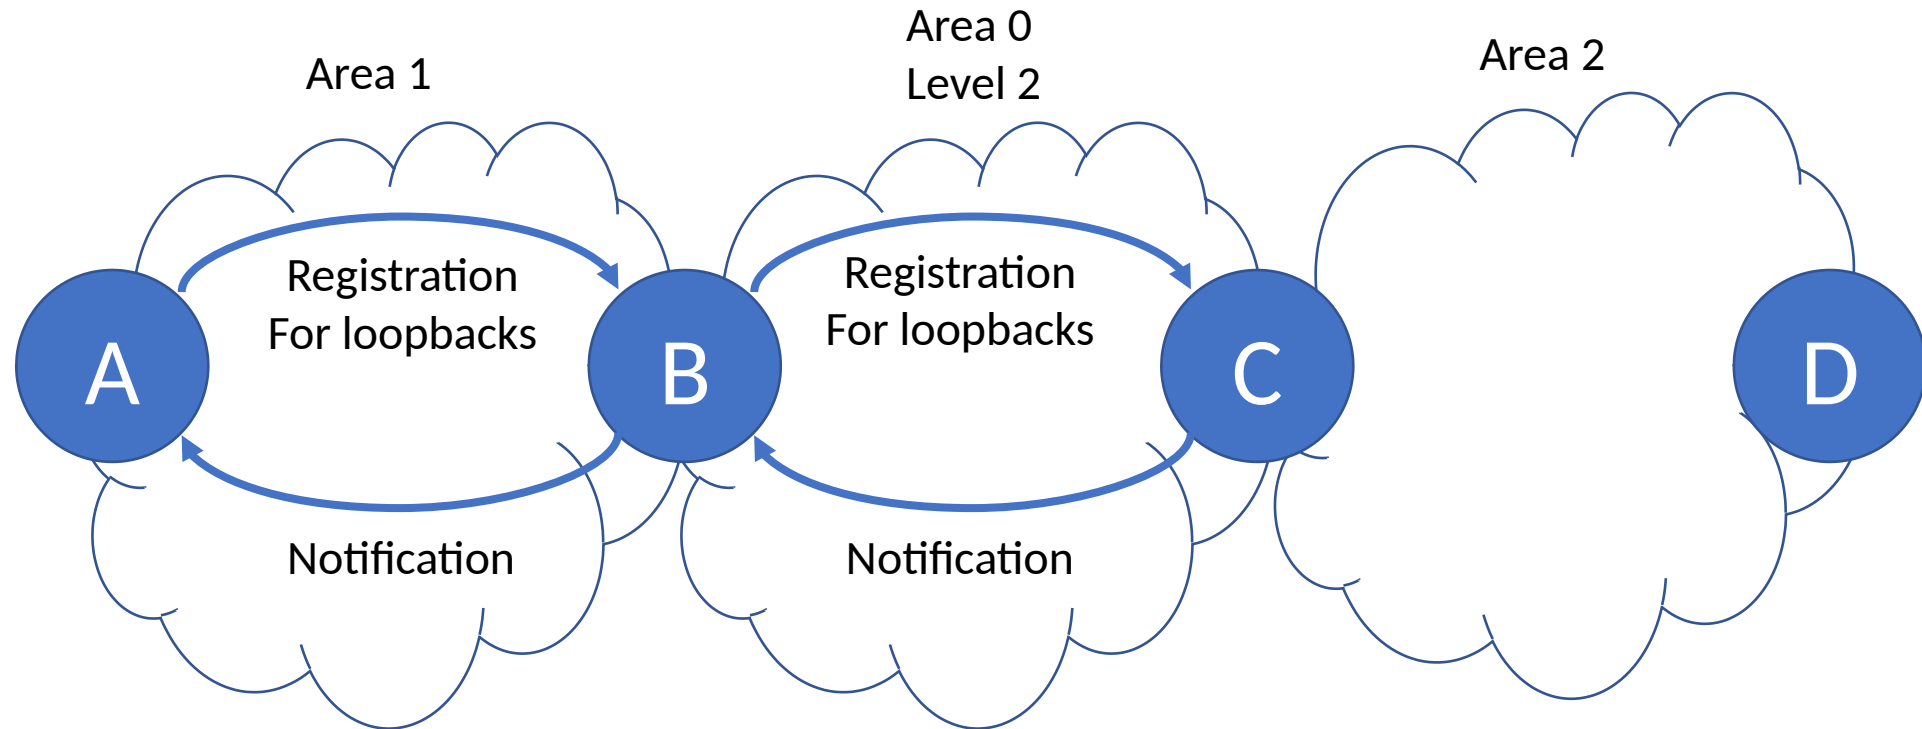 Area 1
Area 0
Level 2
Area 2
Registration
For loopbacks
Registration
For loopbacks
A
B
C
D
Notification
Notification